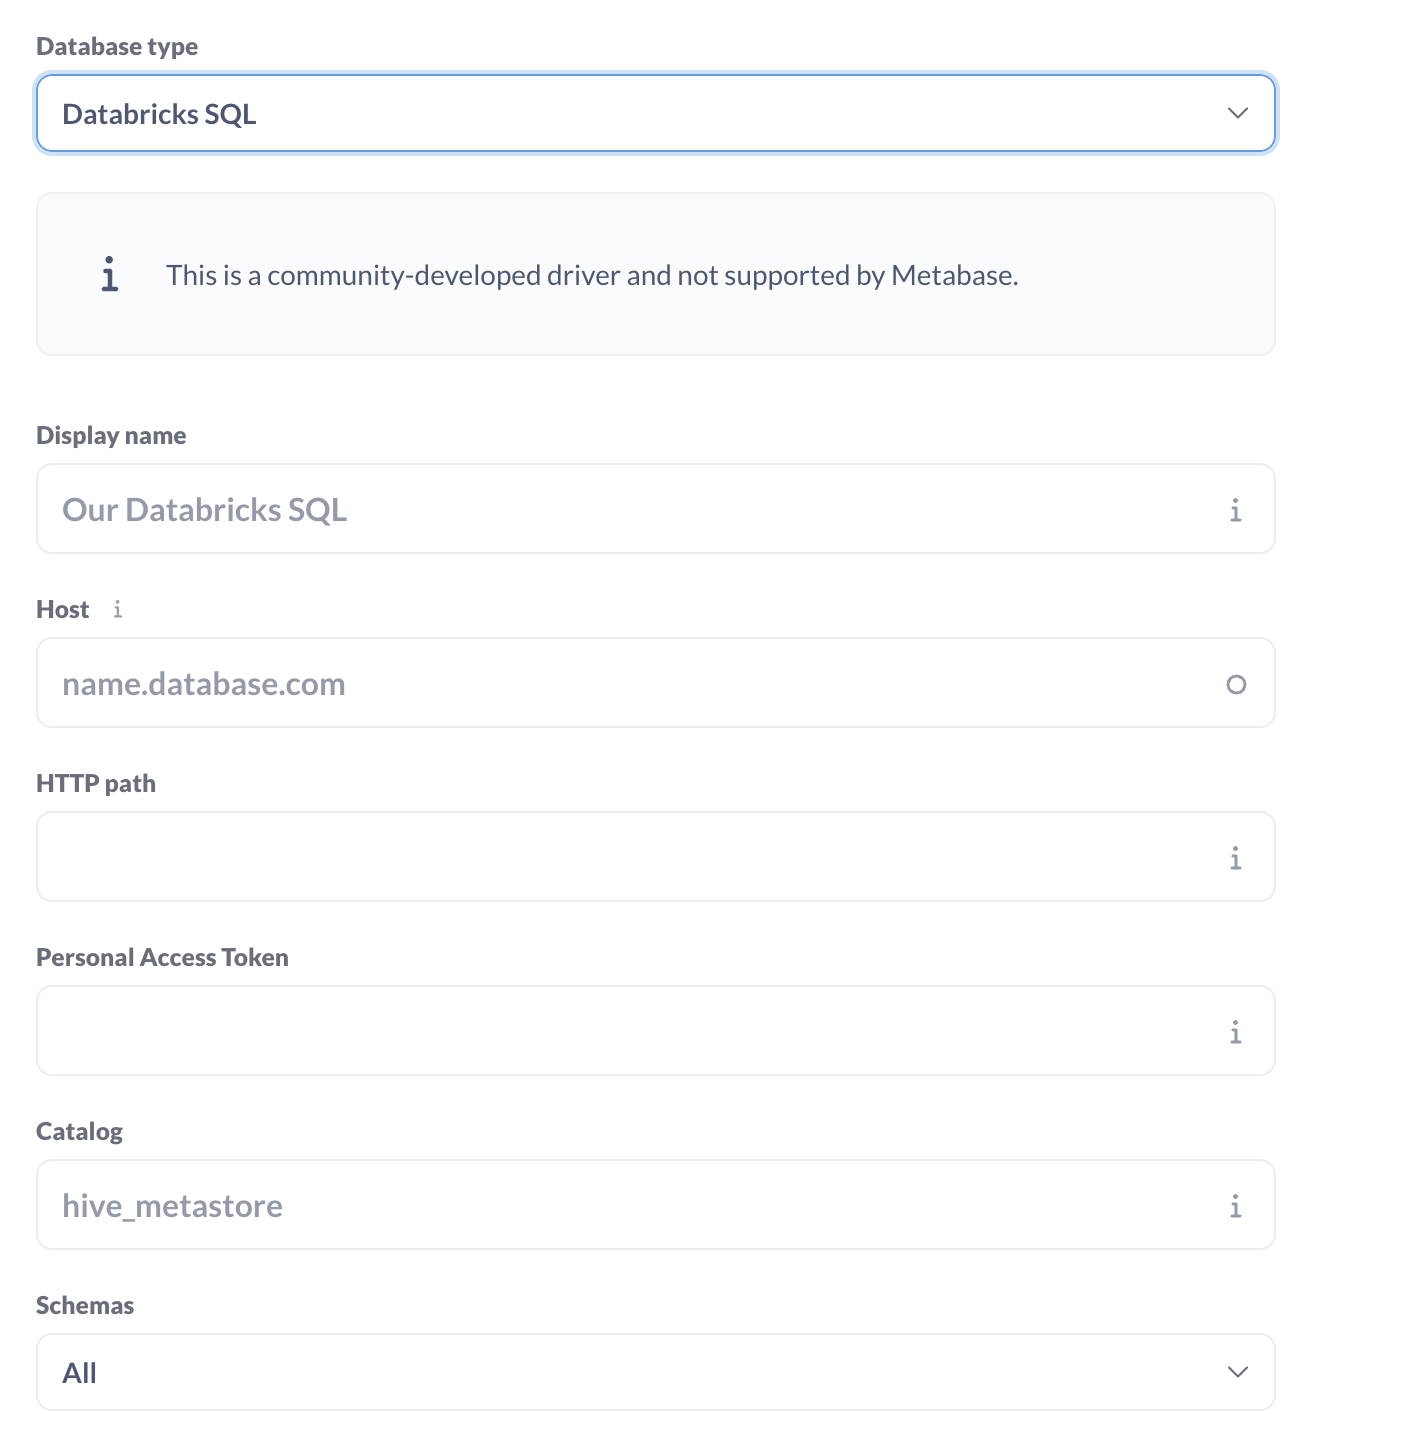 Database type
Databricks SQL
This is a community-developed driver and not supported by Metabase.
Display name
Our Databricks SQL
Host
name.database.com
HTTP path
Personal Access Token
Catalog
hive_metastore
Schemas
All